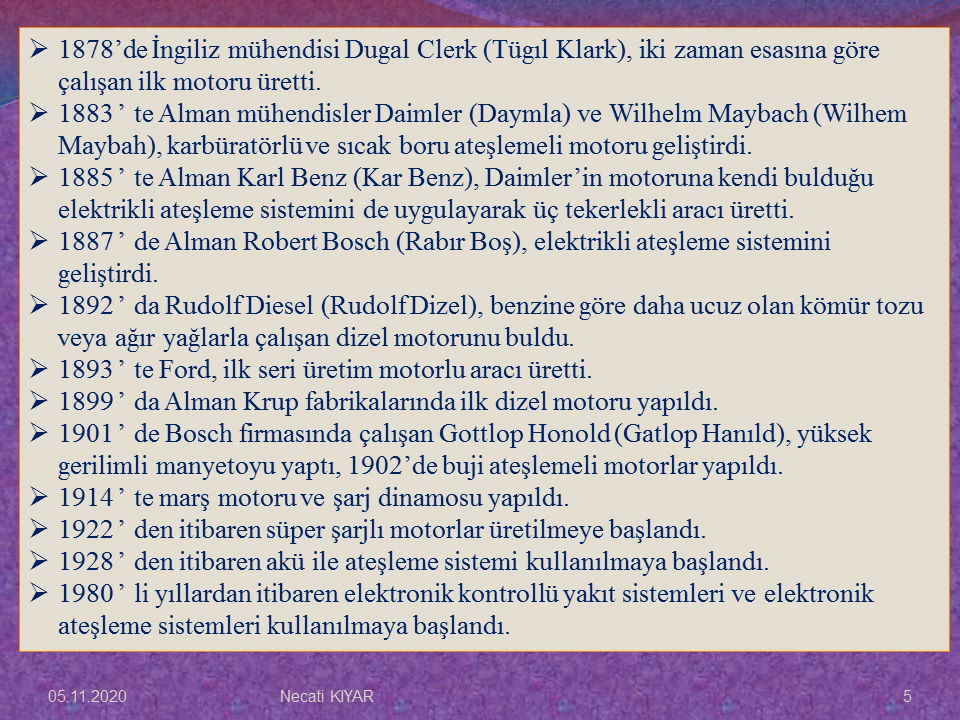 ➢ 1878’de İngiliz mühendisi Dugal Clerk (Tügıl Klark), iki zaman esasına göre
çalışan ilk motoru üretti.
➢ 1883 ’ te Alman mühendisler Daimler (Daymla) ve Wilhelm Maybach (Wilhem
Maybah), karbüratörlü ve sıcak boru ateşlemeli motoru geliştirdi.
➢ 1885 ’ te Alman Karl Benz (Kar Benz), Daimler’in motoruna kendi bulduğu
elektrikli ateşleme sistemini de uygulayarak üç tekerlekli aracı üretti.
➢ 1887 ’ de Alman Robert Bosch (Rabır Boş), elektrikli ateşleme sistemini
geliştirdi.
➢ 1892 ’ da Rudolf Diesel (Rudolf Dizel), benzine göre daha ucuz olan kömür tozu
veya ağır yağlarla çalışan dizel motorunu buldu.
➢ 1893 ’ te Ford, ilk seri üretim motorlu aracı üretti.
➢ 1899 ’ da Alman Krup fabrikalarında ilk dizel motoru yapıldı.
➢ 1901 ’ de Bosch firmasında çalışan Gottlop Honold (Gatlop Hanıld), yüksek
gerilimli manyetoyu yaptı, 1902’de buji ateşlemeli motorlar yapıldı.
➢ 1914 ’ te marş motoru ve şarj dinamosu yapıldı.
➢ 1922 ’ den itibaren süper şarjlı motorlar üretilmeye başlandı.
➢ 1928 ’ den itibaren akü ile ateşleme sistemi kullanılmaya başlandı.
➢ 1980 ’ li yıllardan itibaren elektronik kontrollü yakıt sistemleri ve elektronik
ateşleme sistemleri kullanılmaya başlandı.
05.11.2020 Necati KIYAR 5